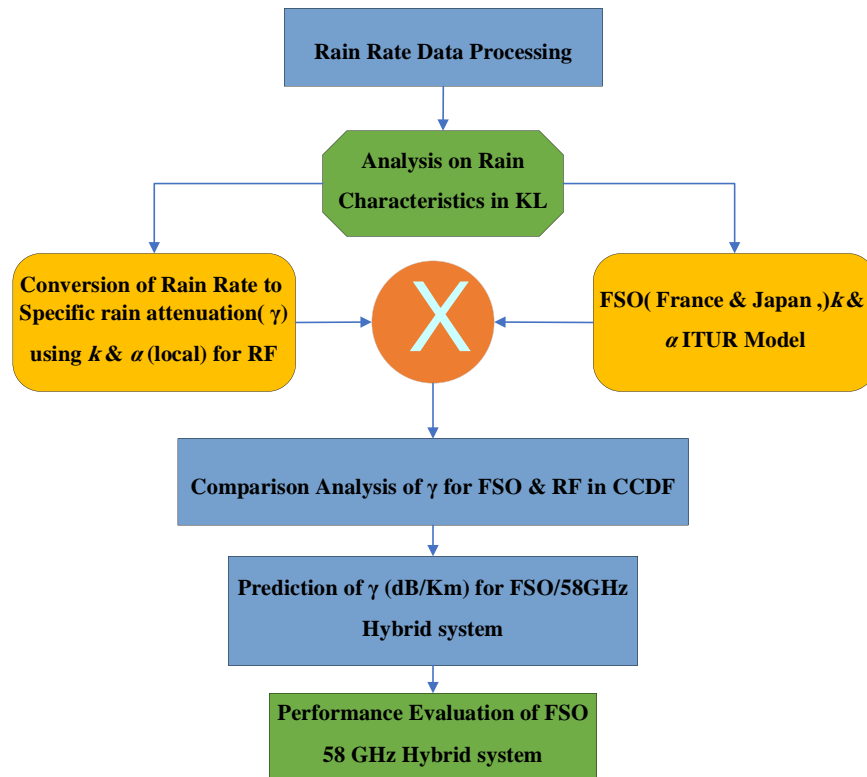 Rain Rate Data Processing
Analysis on Rain
Characteristics in KL
Conversion of Rain Rate to
Specific rain attenuation( γ)
using k & α (local) for RF
X
FSO( France & Japan ,)k &
α ITUR Model
Comparison Analysis of γ for FSO & RF in CCDF
Prediction of γ (dB/Km) for FSO/58GHz
Hybrid system
Performance Evaluation of FSO
58 GHz Hybrid system